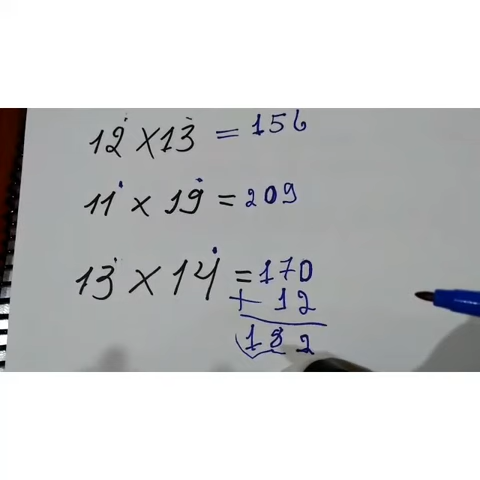 12 × 13 = 156
11 × 19 = 209
13 × 14 = 170
+ 12
182